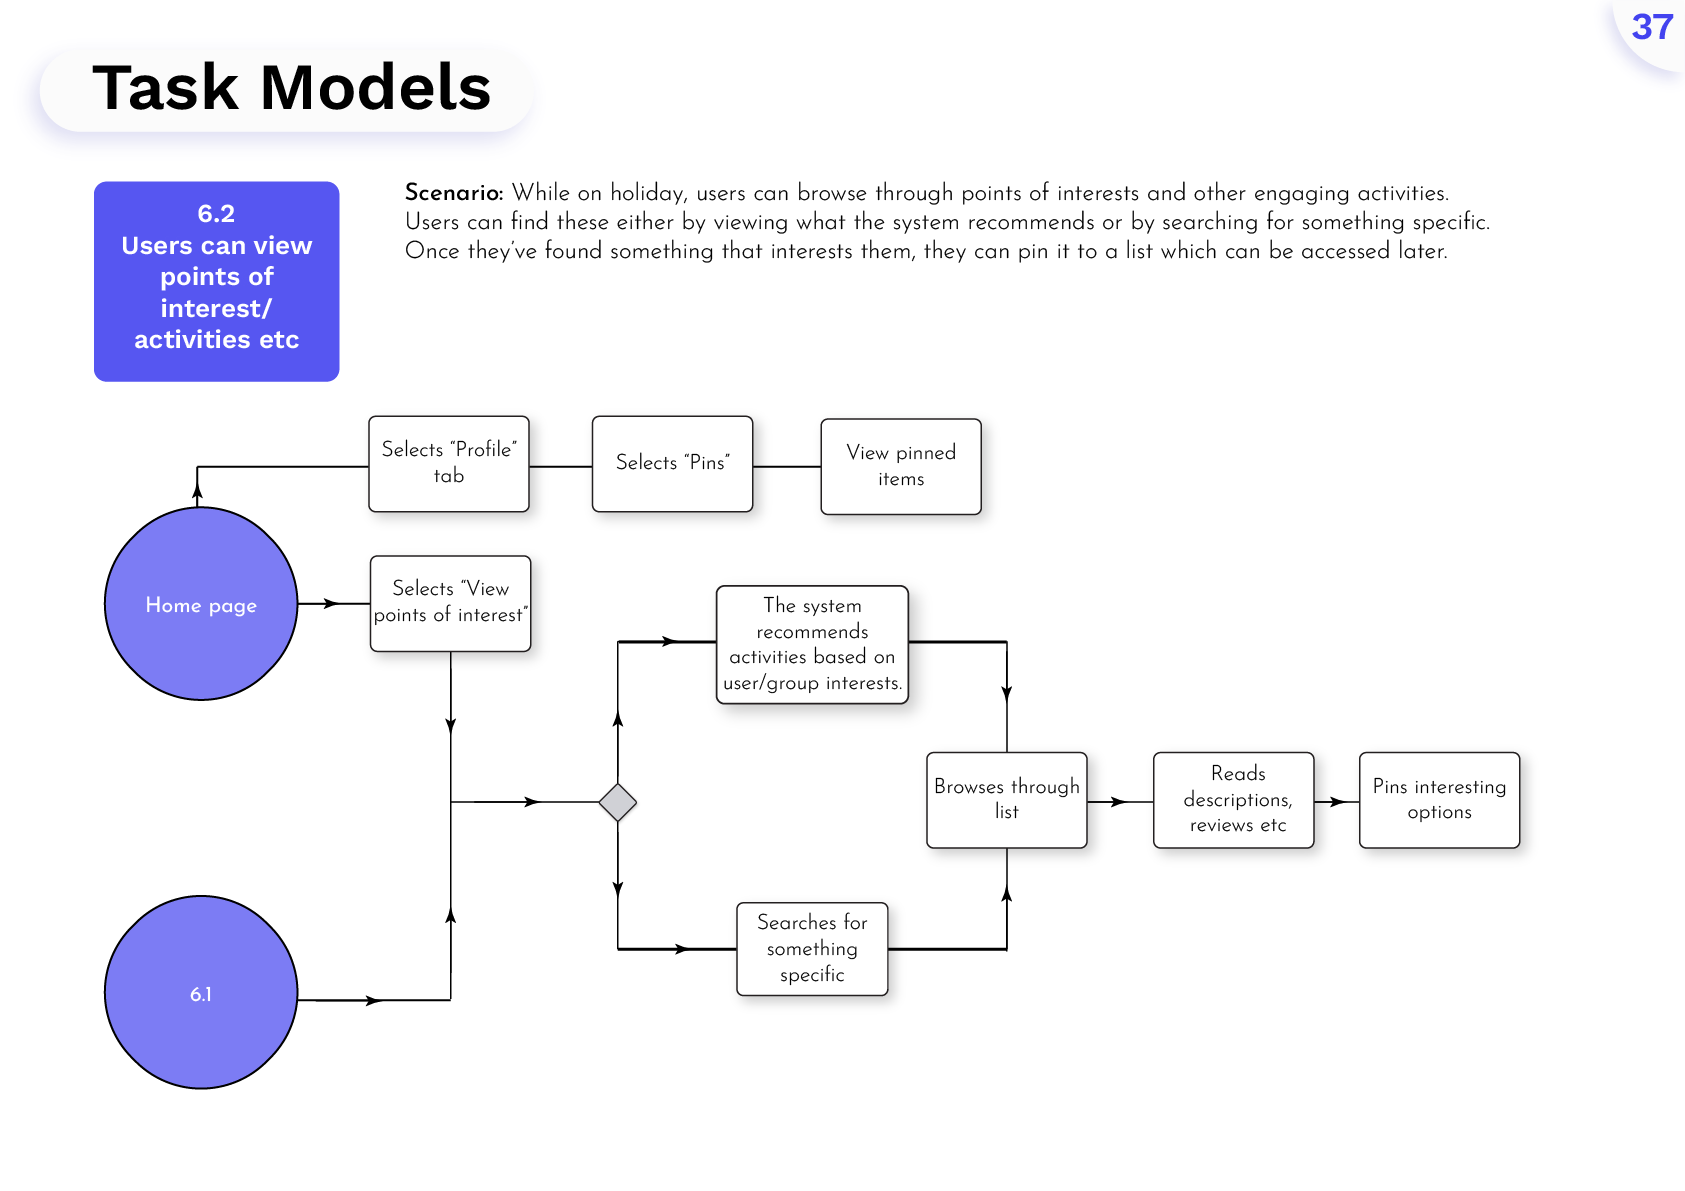 37
Task Models
6.2
Users can view
points of
interest/
activities etc
Scenario: While on holiday, users can browse through points of interests and other engaging activities.
Users can find these either by viewing what the system recommends or by searching for something specific.
Once they've found something that interests them, they can pin it to a list which can be accessed later.
Selects “Profile”
tab
Selects “Pins”
View pinned
items
Home page
Selects “View
points of interest”
The system
recommends
activities based on
user/group interests.
Browses through
list
Reads
descriptions,
reviews etc
Pins interesting
options
Searches for
something
specific
6.1